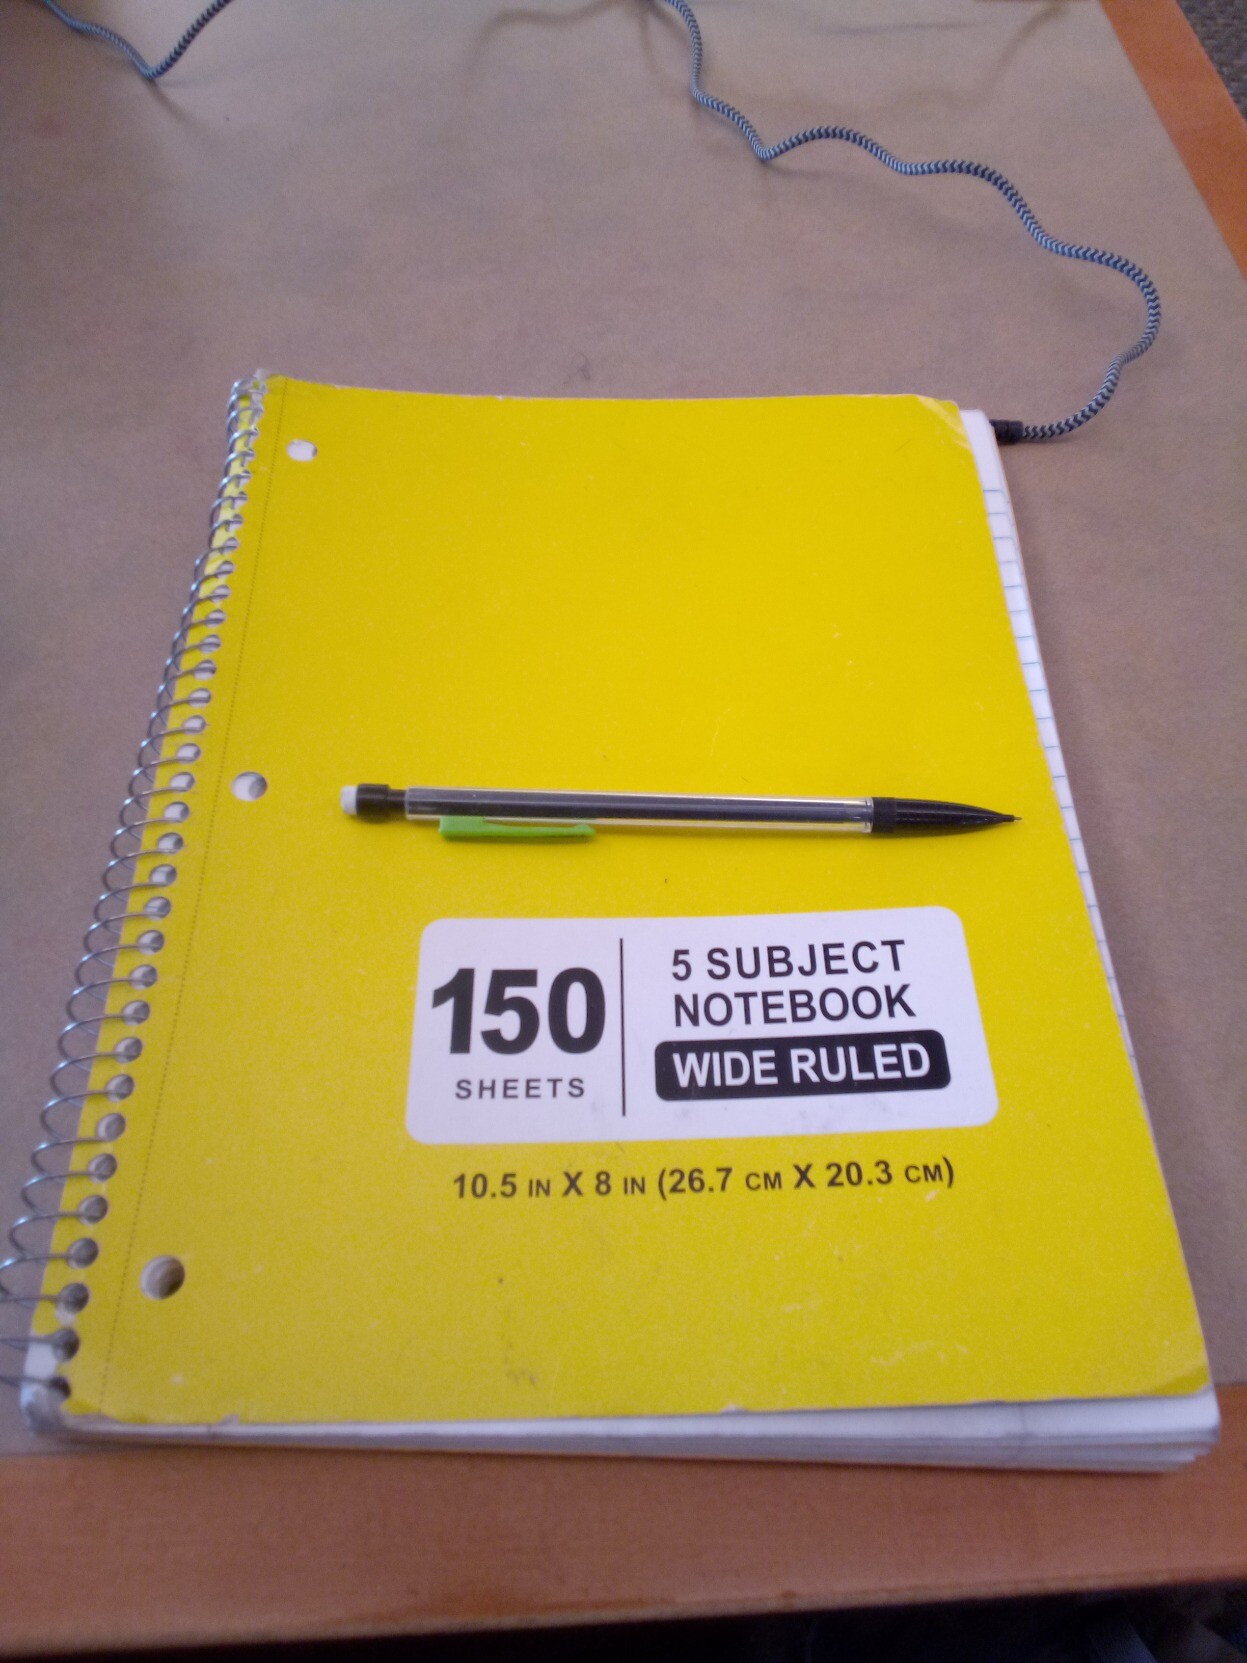 150
SHEETS
5 SUBJECT
NOTEBOOK
WIDE RULED
10.5 IN X 8 IN (26.7 CM X 20.3 CM)